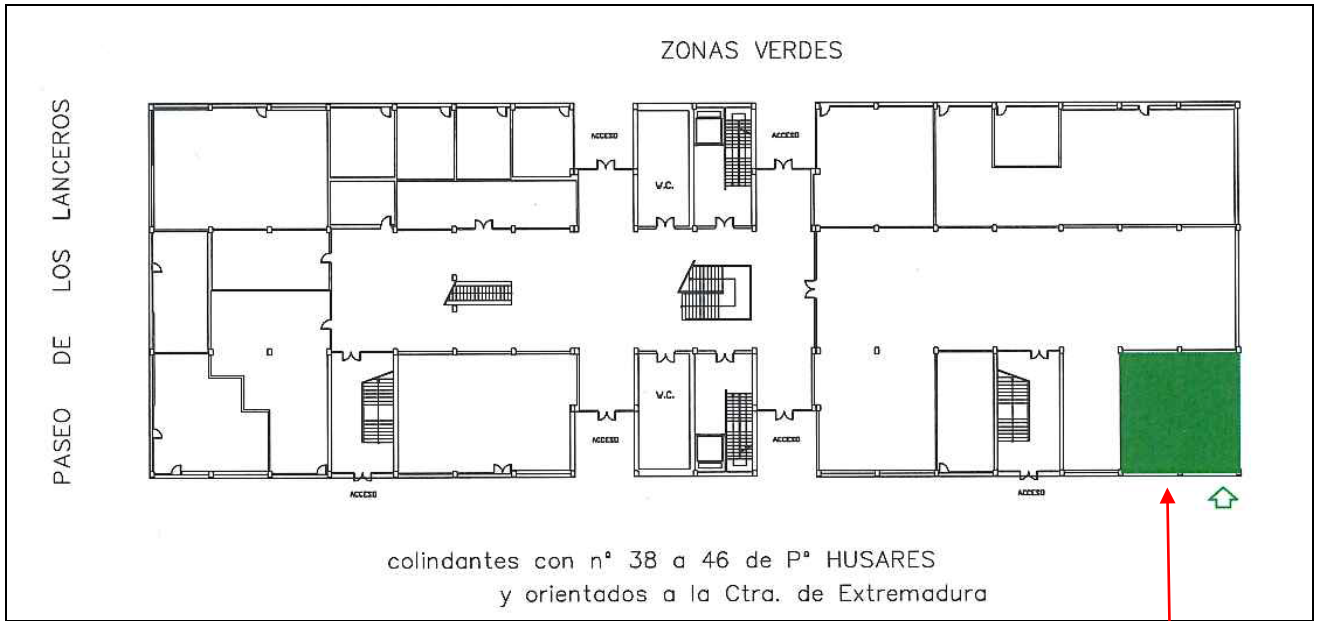 ZONAS VERDES
PASEO DE LOS LANCEROS
ACCESO
ACCESO
W.C.
W.C.
ACCESO
ACCESO
ACCESO
ACCESO
colindantes con nº 38 a 46 de Pª HUSARES
y orientados a la Ctra. de Extremadura